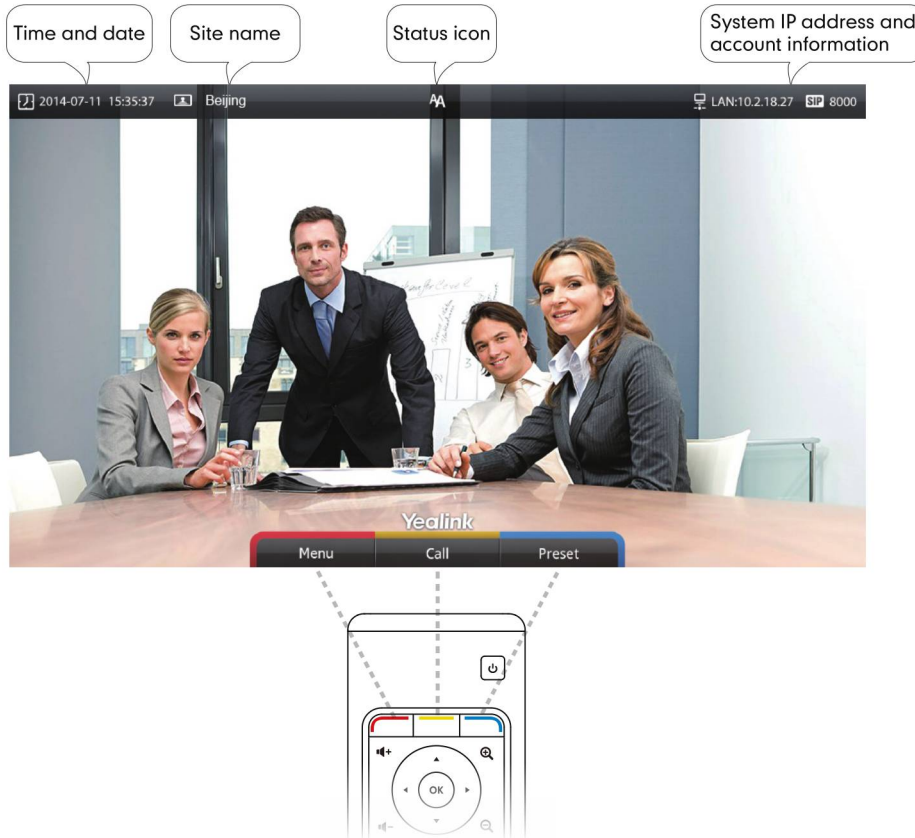 Time and date
Site name
Status icon
System IP address and
account information
2014-07-11 15:35:37
Beijing
AA
LAN:10.2.18.27
SIP 8000
Yealink
Menu
Call
Preset
OK